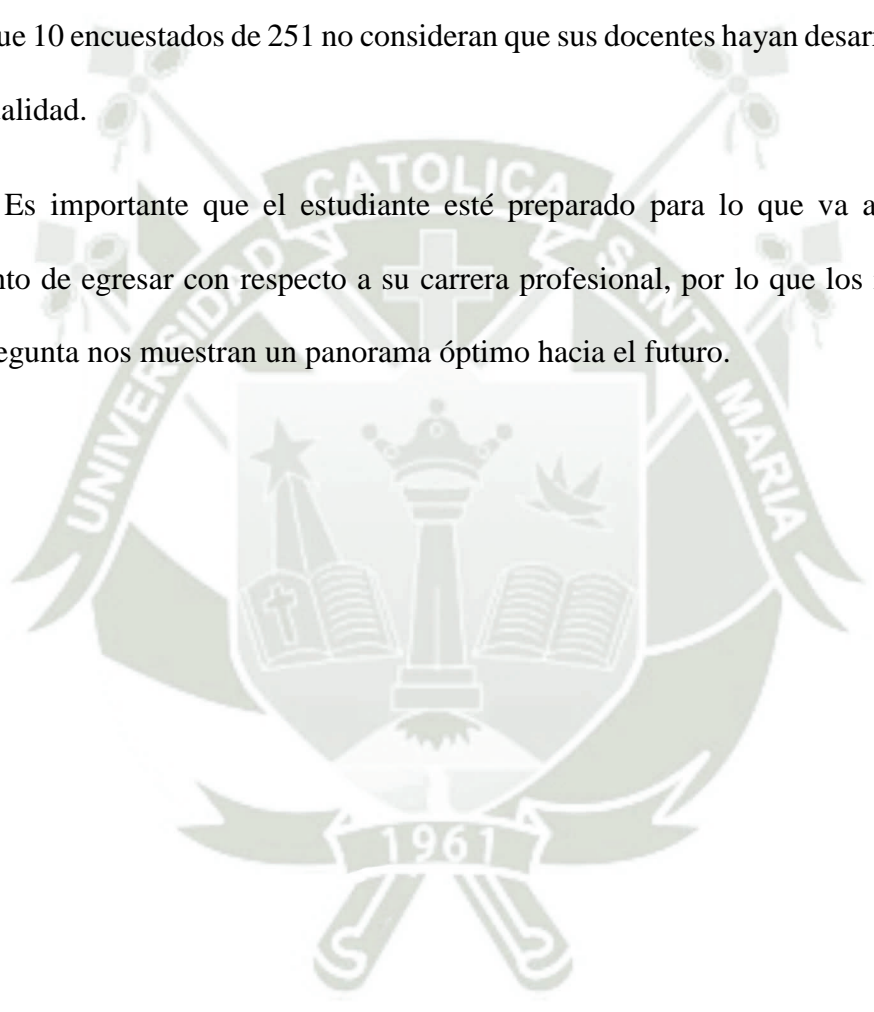 ue 10 encuestados de 251 no consideran que sus docentes hayan desar
alidad.
Es importante que el estudiante esté preparado para lo que va a
nto de egresar con respecto a su carrera profesional, por lo que los
egunta nos muestran un panorama óptimo hacia el futuro.
UNIVERSIDAD CATOLICA SANTA MARIA
1961